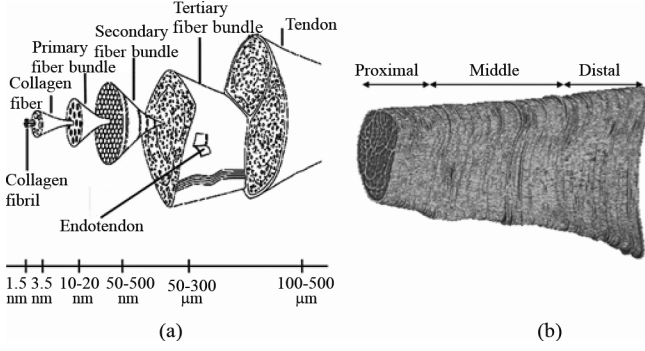 Tertiary
fiber bundle
Tendon
Secondary
fiber bundle
Primary
fiber bundle
Collagen
fiber
Collagen
fibril
Endotendon
1.5
nm
3.5
nm
10-20
nm
50-500
nm
50-300
μm
100-500
μm
(a)
Proximal
Middle
Distal
(b)